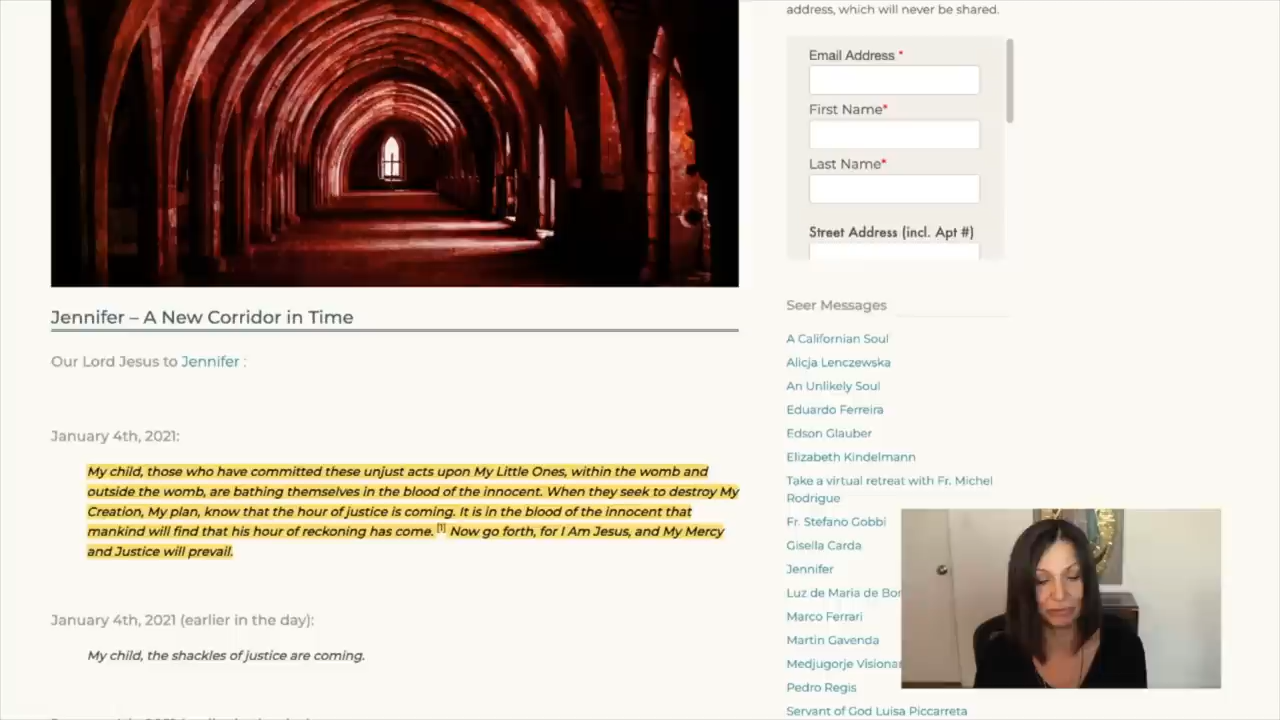 address, which will never be shared.
Email Address *
First Name*
Last Name*
Street Address (incl. Apt #)
Jennifer – A New Corridor in Time
Our Lord Jesus to Jennifer :
January 4th, 2021:
My child, those who have committed these unjust acts upon My Little Ones, within the womb and
outside the womb, are bathing themselves in the blood of the innocent. When they seek to destroy My
Creation, My plan, know that the hour of justice is coming. It is in the blood of the innocent that
mankind will find that his hour of reckoning has come. [1] Now go forth, for I Am Jesus, and My Mercy
and Justice will prevail.
January 4th, 2021 (earlier in the day):
My child, the shackles of justice are coming.
Seer Messages
A Californian Soul
Alicja Lenczewska
An Unlikely Soul
Eduardo Ferreira
Edson Glauber
Elizabeth Kindelmann
Take a virtual retreat with Fr. Michel
Rodrigue
Fr. Stefano Gobbi
Gisella Carda
Jennifer
Luz de Maria de Bon
Marco Ferrari
Martin Gavenda
Medjugorje Visionar
Pedro Regis
Servant of God Luisa Piccarreta